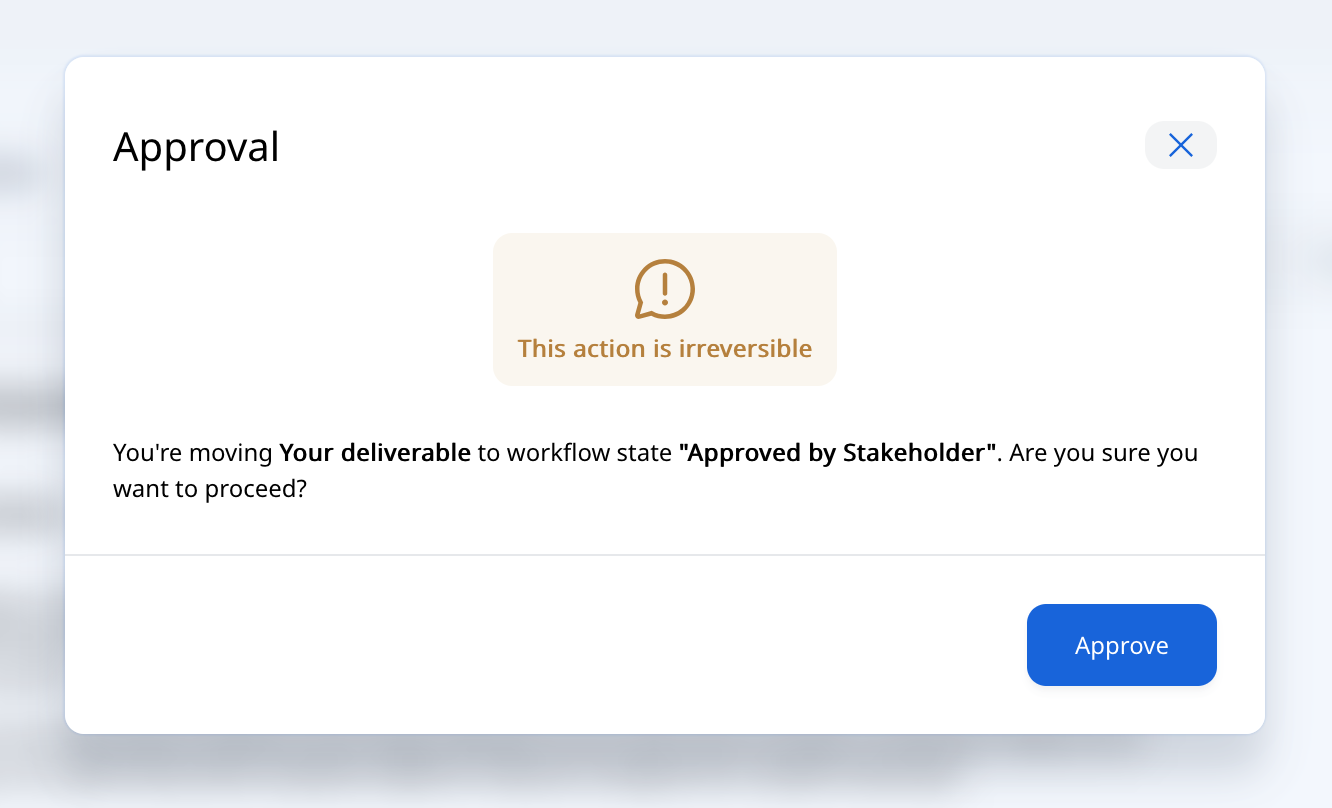 Approval
This action is irreversible
You're moving Your deliverable to workflow state "Approved by Stakeholder". Are you sure you
want to proceed?
Approve